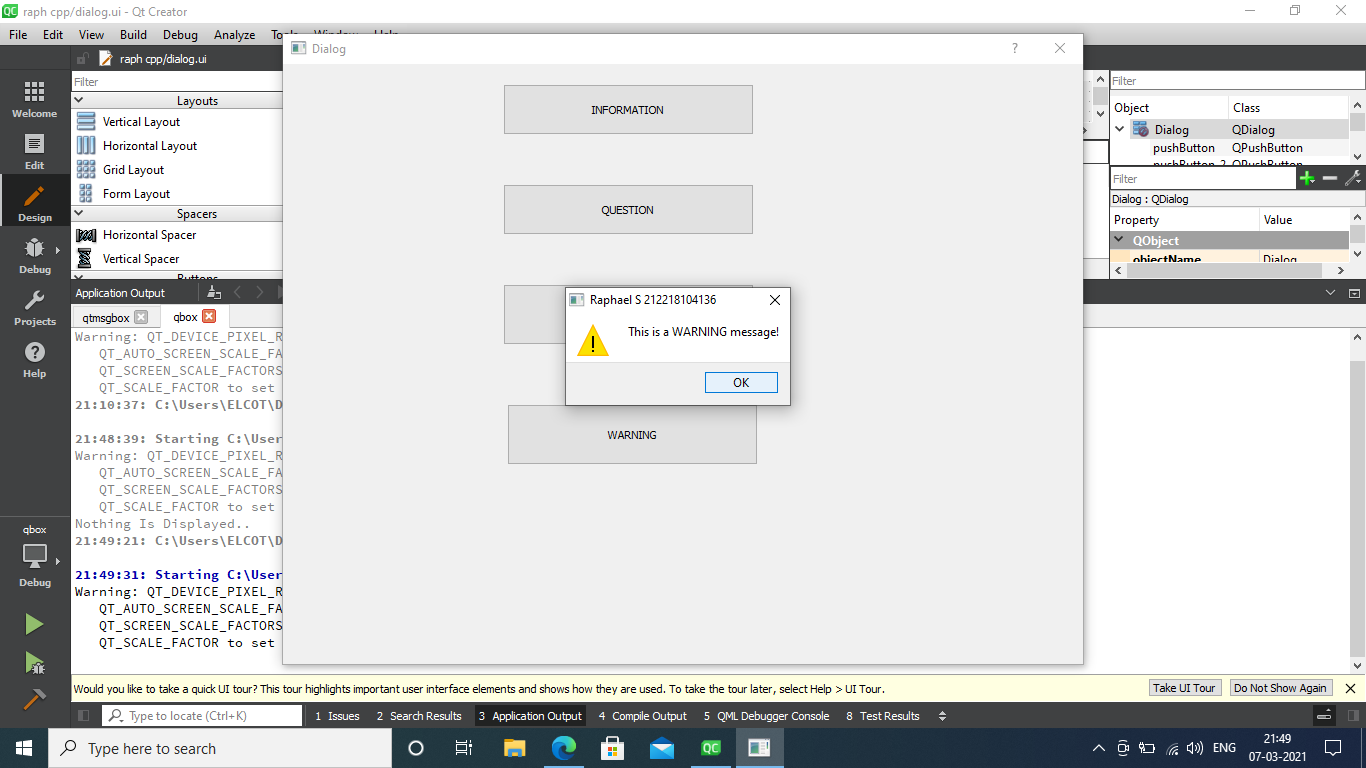 raph cpp/dialog.ui - Qt Creator
File Edit View Build Debug Analyze
raph cpp/dialog.ui
Welcome
Edit
Design
Debug
Projects
Help
qbox
Debug
Filter
Layouts
Vertical Layout
Horizontal Layout
Grid Layout
Form Layout
Spacers
Horizontal Spacer
Vertical Spacer
Application Output
qtmsgbox qbox
Warning: QT_DEVICE_PIXEL_R
QT_AUTO_SCREEN_SCALE_FA
QT_SCREEN_SCALE_FACTORS
QT_SCALE_FACTOR to set
21:10:37: C:\Users\ELCOT\D
21:48:39: Starting C:\User
Warning: QT_DEVICE_PIXEL_R
QT_AUTO_SCREEN_SCALE_FA
QT_SCREEN_SCALE_FACTORS
QT_SCALE_FACTOR to set
Nothing Is Displayed..
21:49:21: C:\Users\ELCOT\D
21:49:31: Starting C:\User
Warning: QT_DEVICE_PIXEL_R
QT_AUTO_SCREEN_SCALE_FA
QT_SCREEN_SCALE_FACTORS
QT_SCALE_FACTOR to set
Dialog
INFORMATION
QUESTION
Raphael S 212218104136
This is a WARNING message!
OK
WARNING
Filter
Object Class
Dialog QDialog
pushButton QPushButton
pushButton_2 QPushButton
Filter
Dialog : QDialog
Property Value
QObject
objectName Dialog
Would you like to take a quick UI tour? This tour highlights important user interface elements and shows how they are used. To take the tour later, select Help > UI Tour.
Take UI Tour Do Not Show Again
Type to locate (Ctrl+K) 1 Issues 2 Search Results 3 Application Output 4 Compile Output 5 QML Debugger Console 8 Test Results
Type here to search
QC
ENG
21:49
07-03-2021